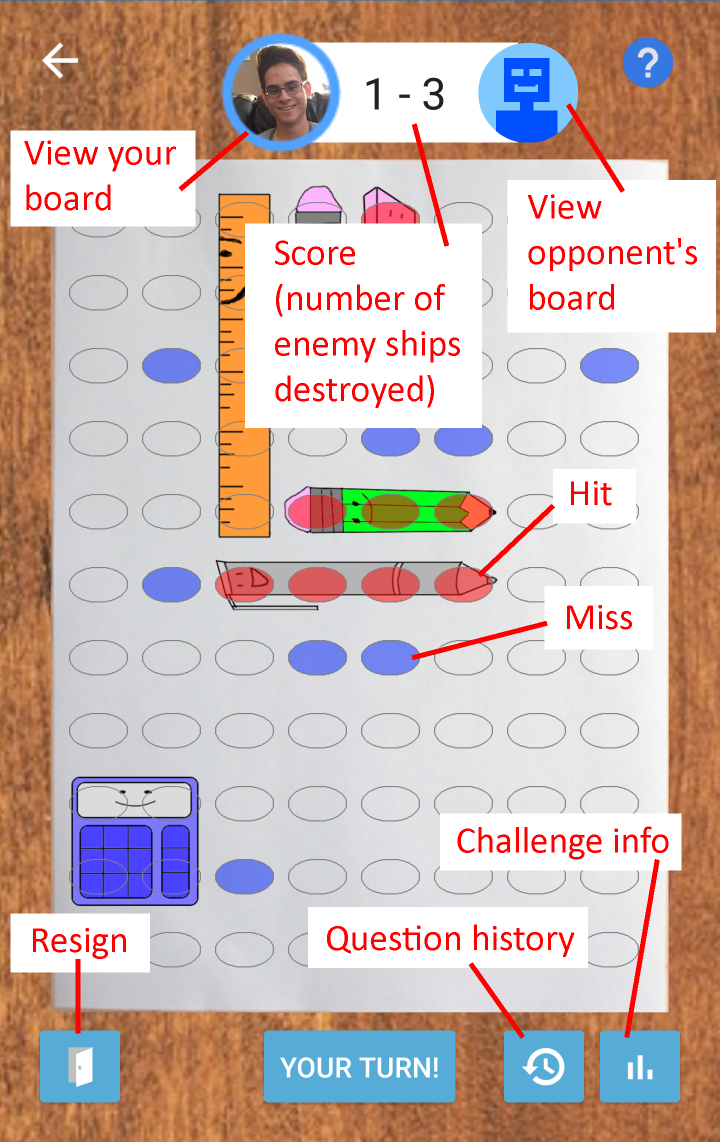 1 - 3
?
View your
board
View
opponent's
board
Score
(number of
enemy ships
destroyed)
Hit
Miss
Challenge info
Resign
Question history
YOUR TURN!